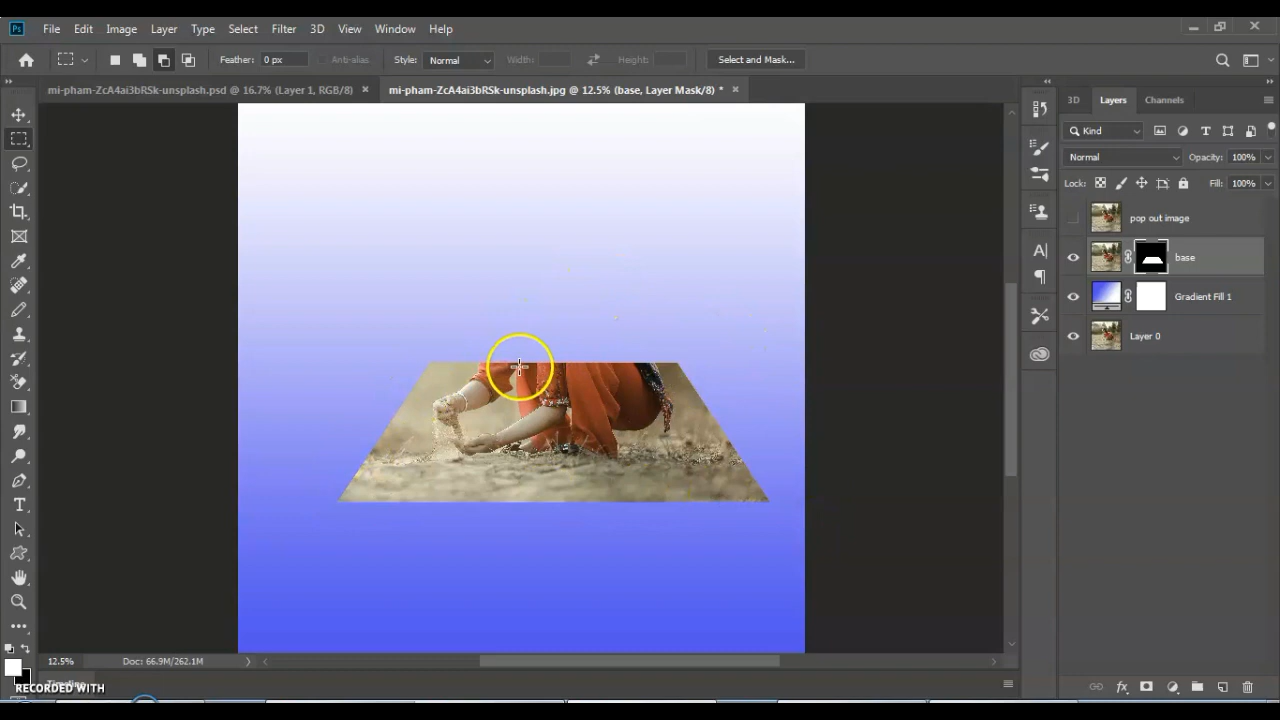 Ps File Edit Image Layer Type Select Filter 3D View Window Help
Feather: 0 px Anti-alias Style: Normal Width: Height: Select and Mask...
mi-pham-ZcA4ai3bRSk-unsplash.psd @ 16.7% (Layer 1, RGB/8) mi-pham-ZcA4ai3bRSk-unsplash.jpg @ 12.5% (base, Layer Mask/8) *
3D Layers Channels
Kind
Normal Opacity: 100%
Lock: Fill: 100%
pop out image
base
Gradient Fill 1
Layer 0
12.5% Doc: 66.9M/262.1M
RECORDED WITH